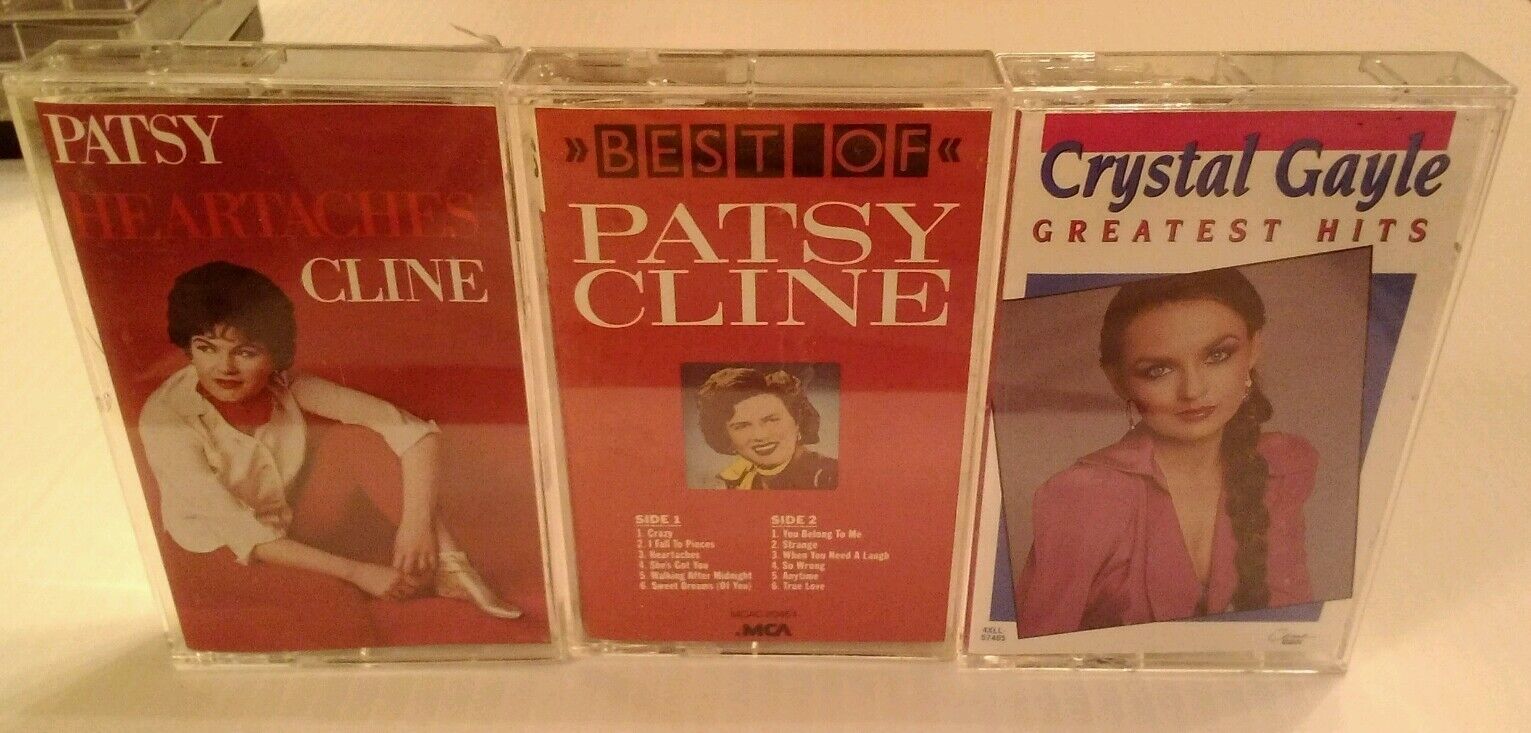 PATSY
HEARTACHES
CLINE
»BEST OF«
PATSY
CLINE
SIDE 1
1. Crazy
2. I Fall To Pieces
3. Heartaches
4. She's Got You
5. Walking After Midnight
6. Sweet Dreams (Of You)
SIDE 2
1. You Belong To Me
2. Strange
3. When You Need A Laugh
4. So Wrong
5. Anytime
6. True Love
MCA
Crystal Gayle
GREATEST HITS
4XLL